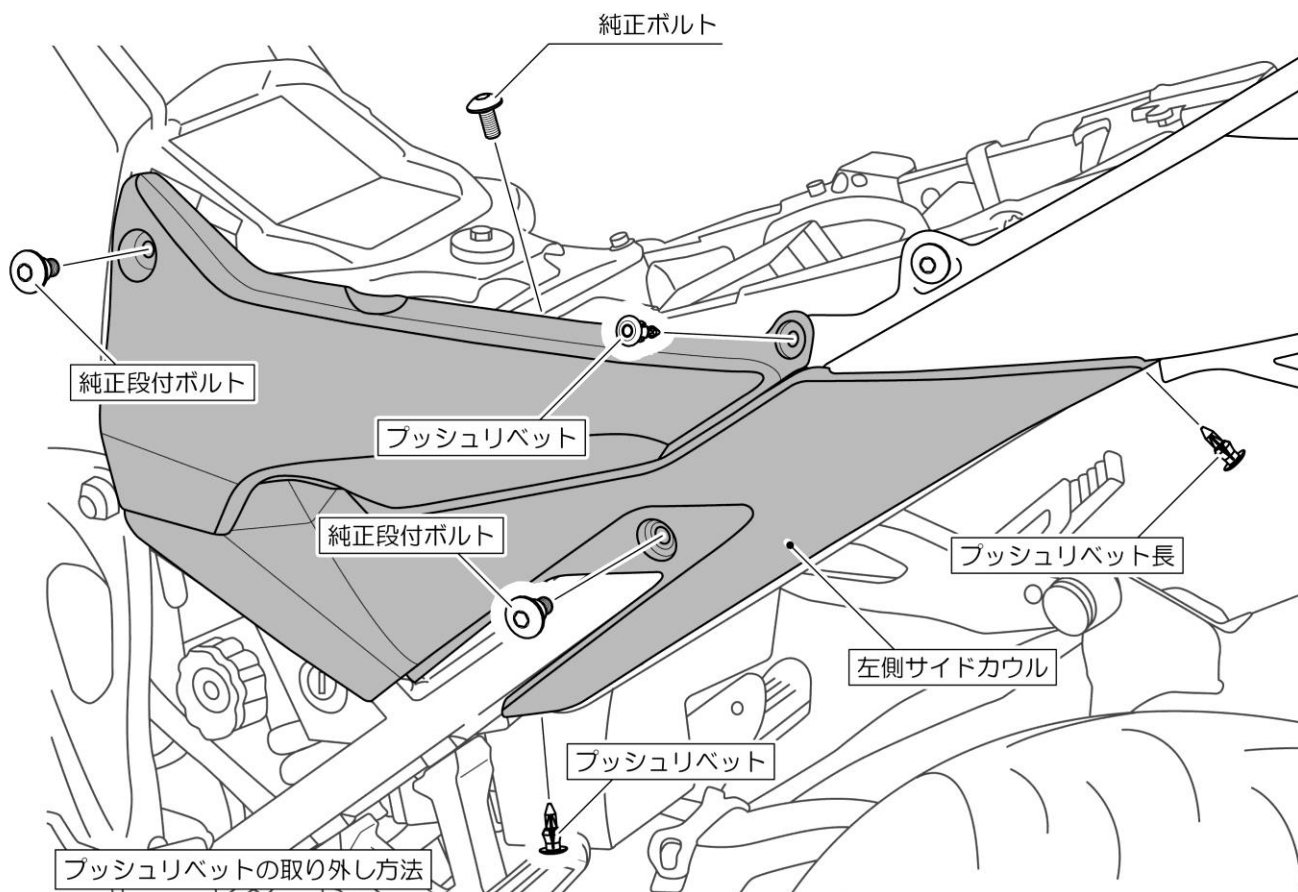 純正ボルト
純正段付ボルト
プッシュリベット
純正段付ボルト
プッシュリベット長
左側サイドカウル
プッシュリベット
プッシュリベットの取り外し方法